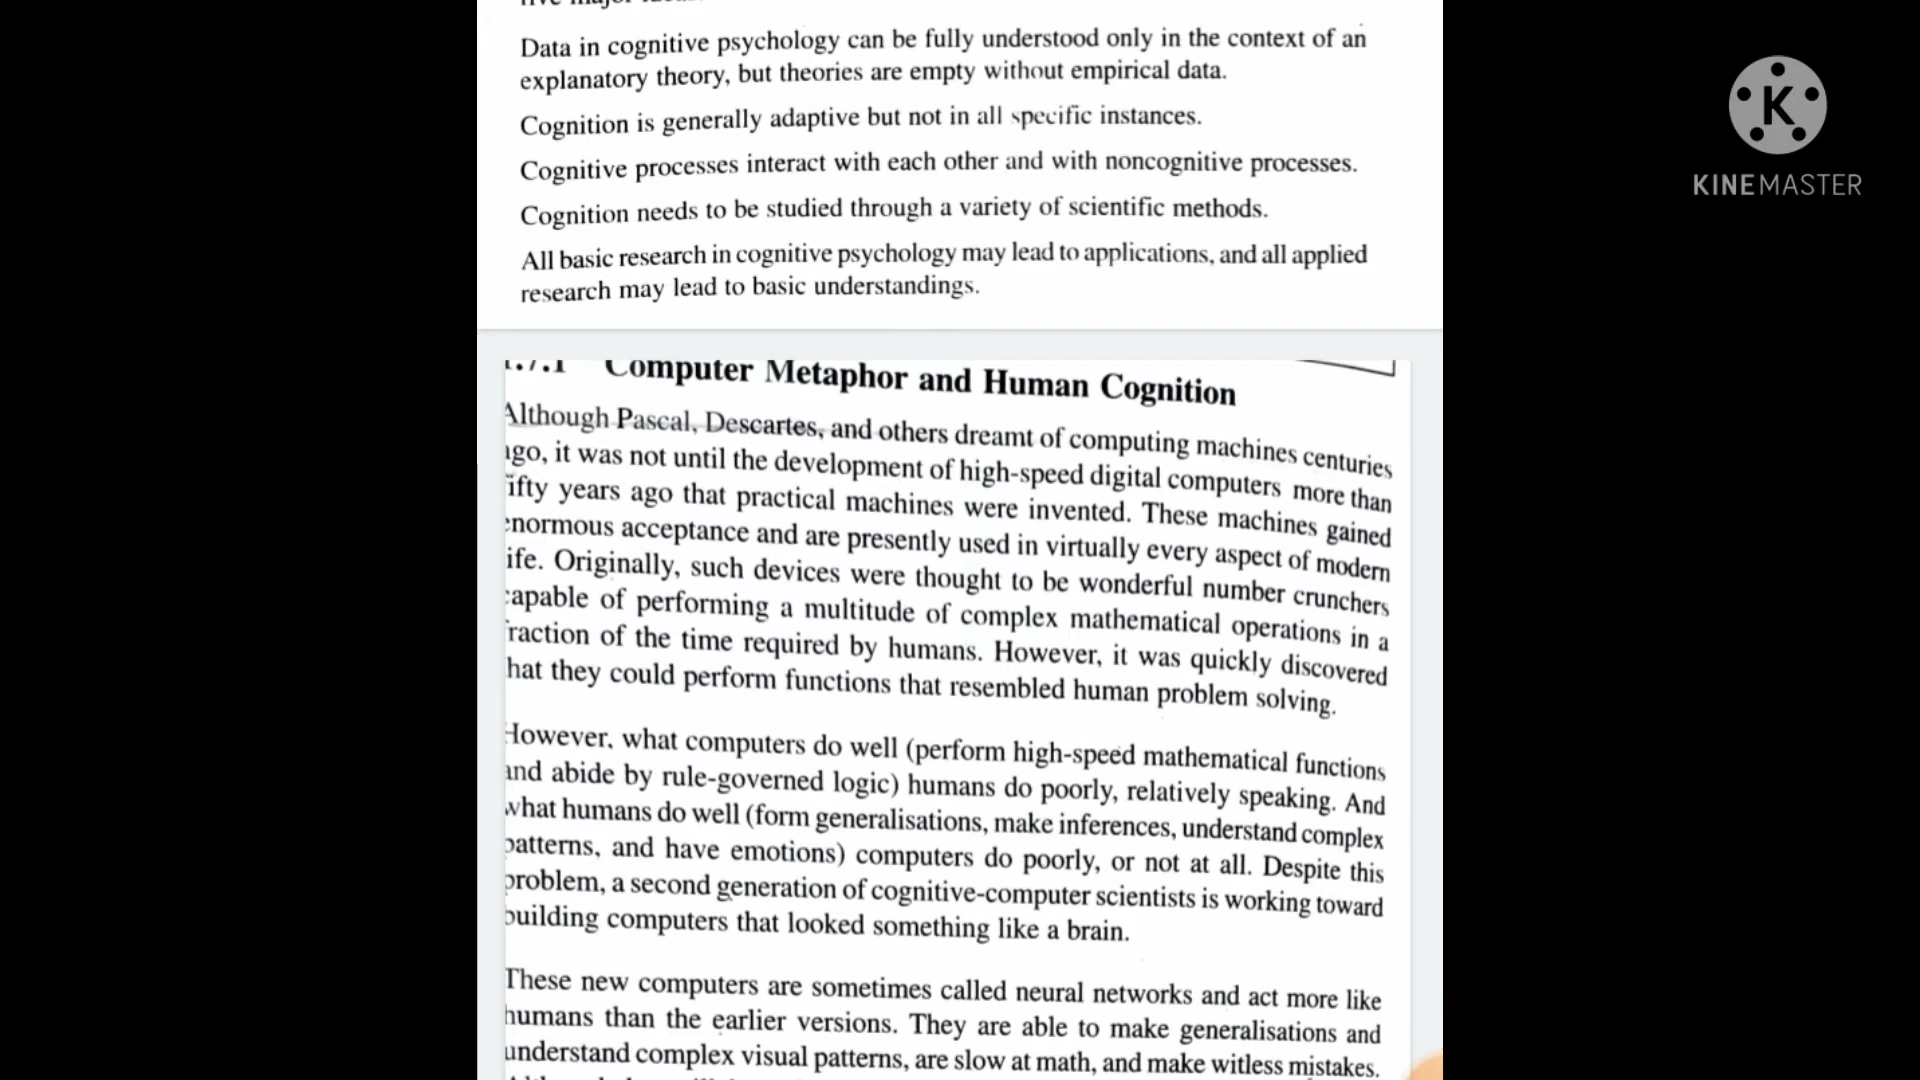 Data in cognitive psychology can be fully understood only in the context of an
explanatory theory, but theories are empty without empirical data.
Cognition is generally adaptive but not in all specific instances.
Cognitive processes interact with each other and with noncognitive processes.
Cognition needs to be studied through a variety of scientific methods.
All basic research in cognitive psychology may lead to applications, and all applied
research may lead to basic understandings.
.7.1 Computer Metaphor and Human Cognition
Although Pascal, Descartes, and others dreamt of computing machines centuries
ago, it was not until the development of high-speed digital computers more than
ifty years ago that practical machines were invented. These machines gained
enormous acceptance and are presently used in virtually every aspect of modern
ife. Originally, such devices were thought to be wonderful number crunchers
capable of performing a multitude of complex mathematical operations in a
raction of the time required by humans. However, it was quickly discovered
hat they could perform functions that resembled human problem solving.
However, what computers do well (perform high-speed mathematical functions
and abide by rule-governed logic) humans do poorly, relatively speaking. And
what humans do well (form generalisations, make inferences, understand complex
patterns, and have emotions) computers do poorly, or not at all. Despite this
problem, a second generation of cognitive-computer scientists is working toward
building computers that looked something like a brain.
These new computers are sometimes called neural networks and act more like
humans than the earlier versions. They are able to make generalisations and
understand complex visual patterns, are slow at math, and make witless mistakes.
K
KINEMASTER